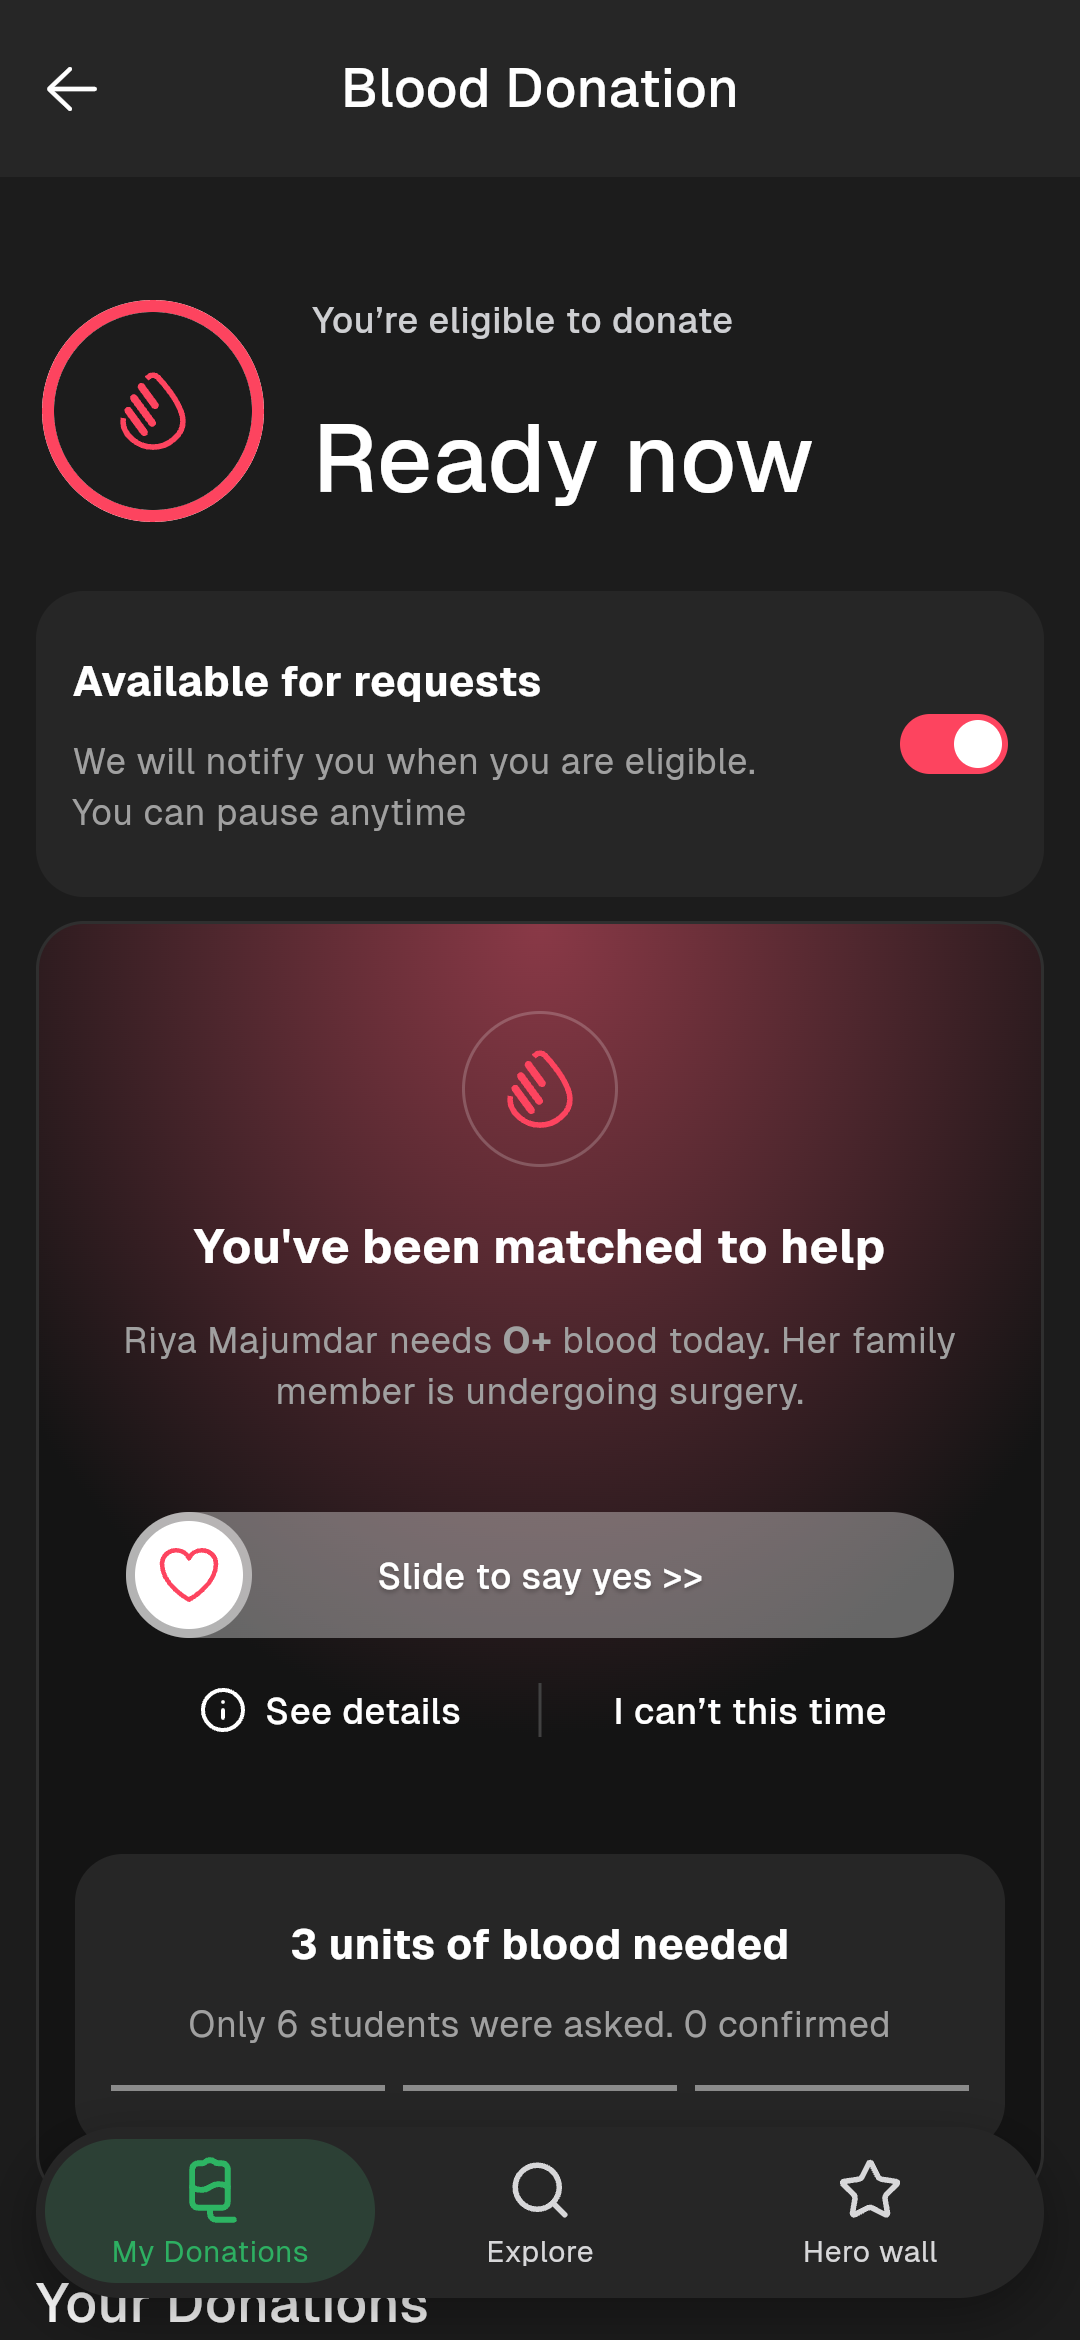 Blood Donation
You’re eligible to donate
Ready now
Available for requests
We will notify you when you are eligible.
You can pause anytime
You've been matched to help
Riya Majumdar needs O+ blood today. Her family
member is undergoing surgery.
Slide to say yes >>
See details
I can’t this time
3 units of blood needed
Only 6 students were asked. 0 confirmed
My Donations
Explore
Hero wall
Your Donations